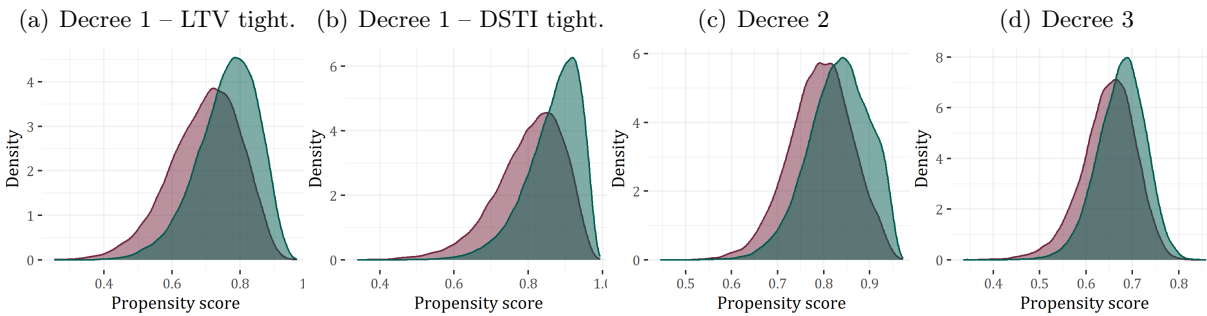 (a) Decree 1 – LTV tight.
Density
4
3
2
1
0
0.4 0.6 0.8 1
Propensity score
(b) Decree 1 – DSTI tight.
Density
6
4
2
0
0.4 0.6 0.8 1.0
Propensity score
(c) Decree 2
Density
6
4
2
0
0.5 0.6 0.7 0.8 0.9
Propensity score
(d) Decree 3
Density
8
6
4
2
0
0.4 0.5 0.6 0.7 0.8
Propensity score